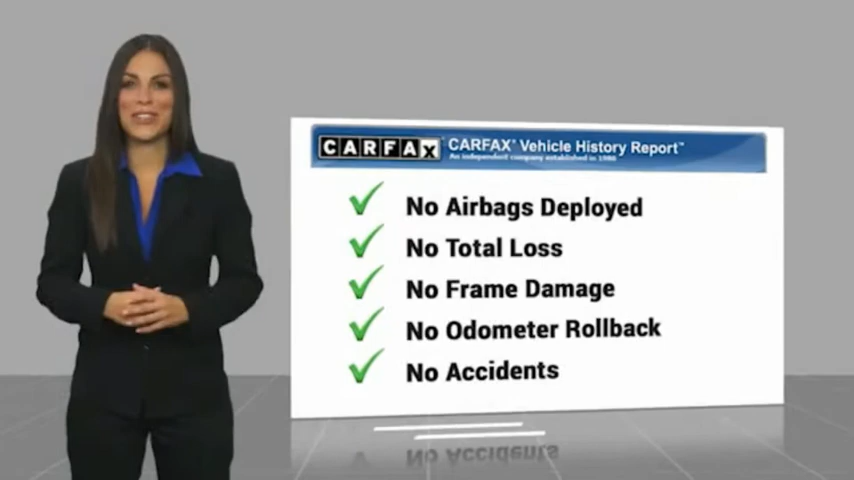 CARFAX CARFAX® Vehicle History Report™
An independent company established in 1986
No Airbags Deployed
No Total Loss
No Frame Damage
No Odometer Rollback
No Accidents
No Accidents